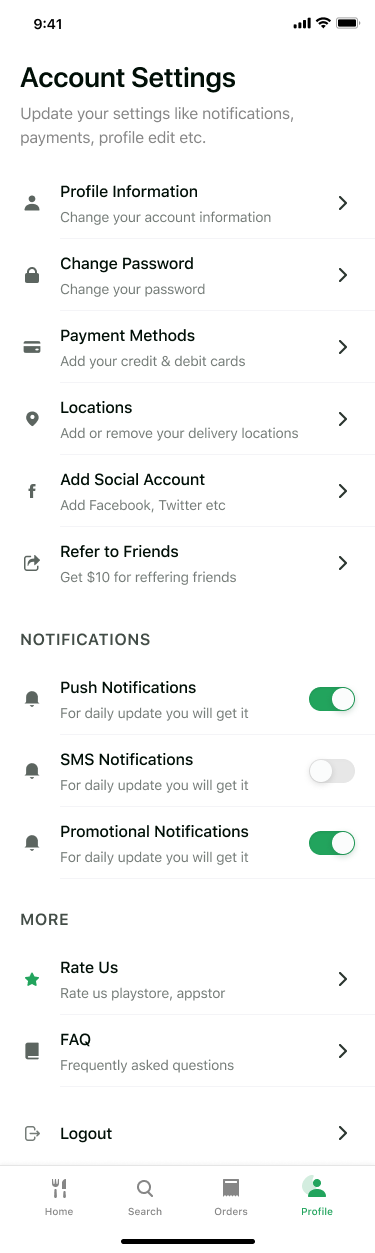 9:41
Account Settings
Update your settings like notifications,
payments, profile edit etc.
Profile Information
Change your account information
Change Password
Change your password
Payment Methods
Add your credit & debit cards
Locations
Add or remove your delivery locations
Add Social Account
Add Facebook, Twitter etc
Refer to Friends
Get $10 for reffering friends
NOTIFICATIONS
Push Notifications
For daily update you will get it
SMS Notifications
For daily update you will get it
Promotional Notifications
For daily update you will get it
MORE
Rate Us
Rate us playstore, appstor
FAQ
Frequently asked questions
Logout
Home Search Orders Profile